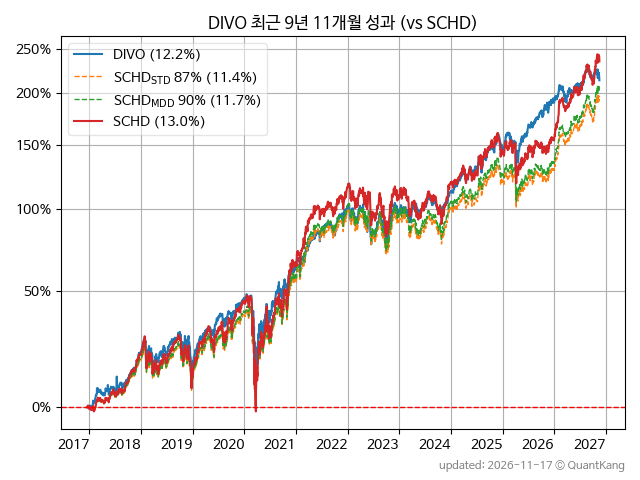 DIVO 최근 9년 11개월 성과 (vs SCHD)
250%
200%
150%
100%
50%
0%
DIVO (12.2%)
SCHD_STD 87% (11.4%)
SCHD_MDD 90% (11.7%)
SCHD (13.0%)
2017 2018 2019 2020 2021 2022 2023 2024 2025 2026 2027
updated: 2026-11-17 © QuantKang